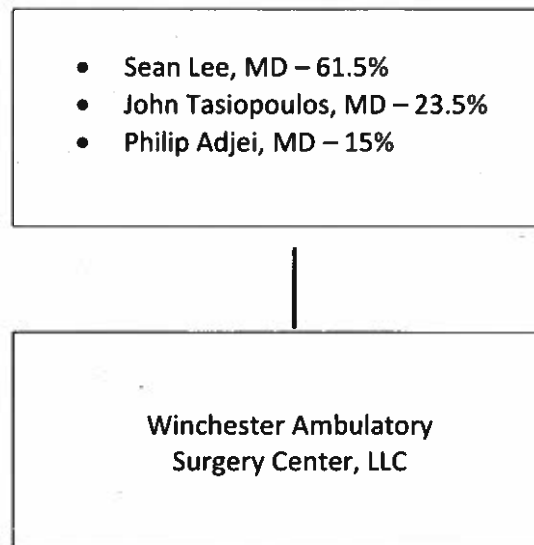 • Sean Lee, MD – 61.5%
• John Tasiopoulos, MD – 23.5%
• Philip Adjei, MD – 15%
Winchester Ambulatory
Surgery Center, LLC